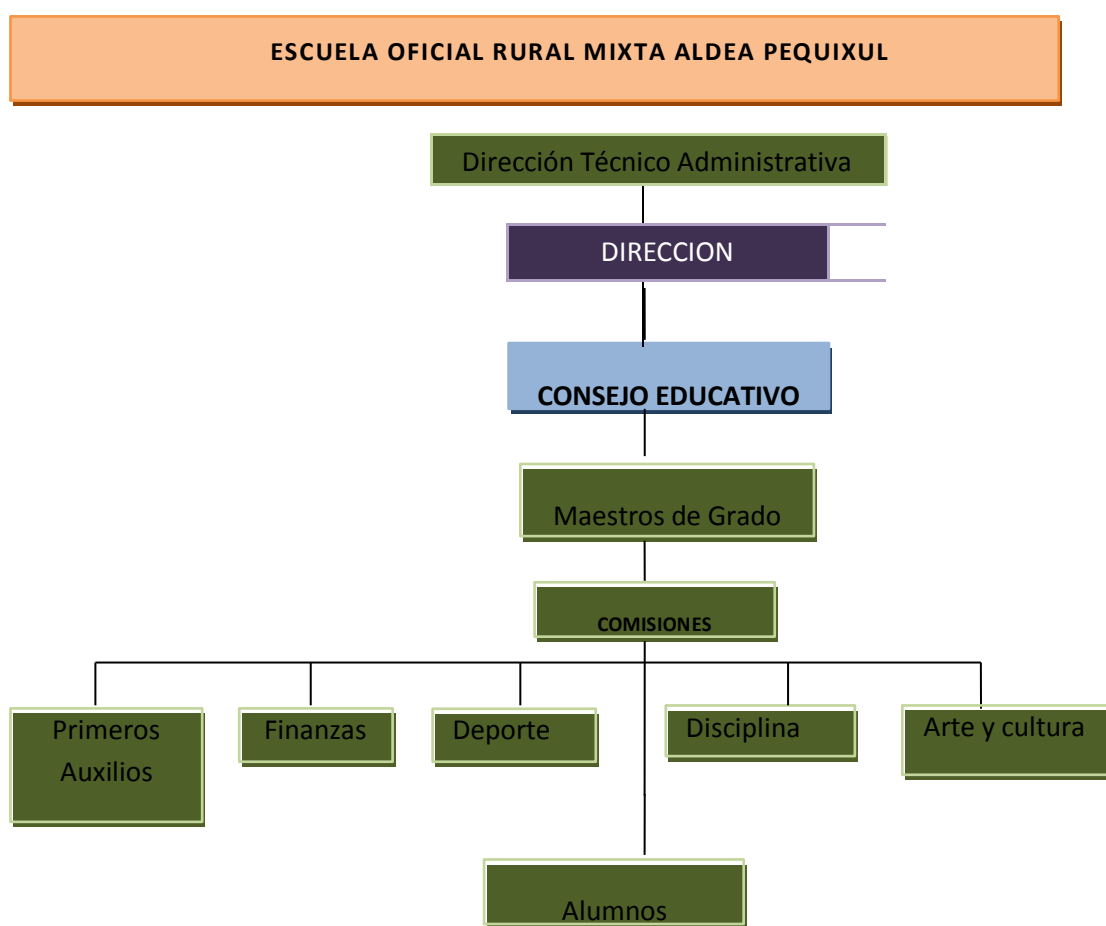 ESCUELA OFICIAL RURAL MIXTA ALDEA PEQUIXUL
Dirección Técnico Administrativa
DIRECCION
CONSEJO EDUCATIVO
Maestros de Grado
COMISIONES
Primeros
Auxilios
Finanzas
Deporte
Disciplina
Arte y cultura
Alumnos